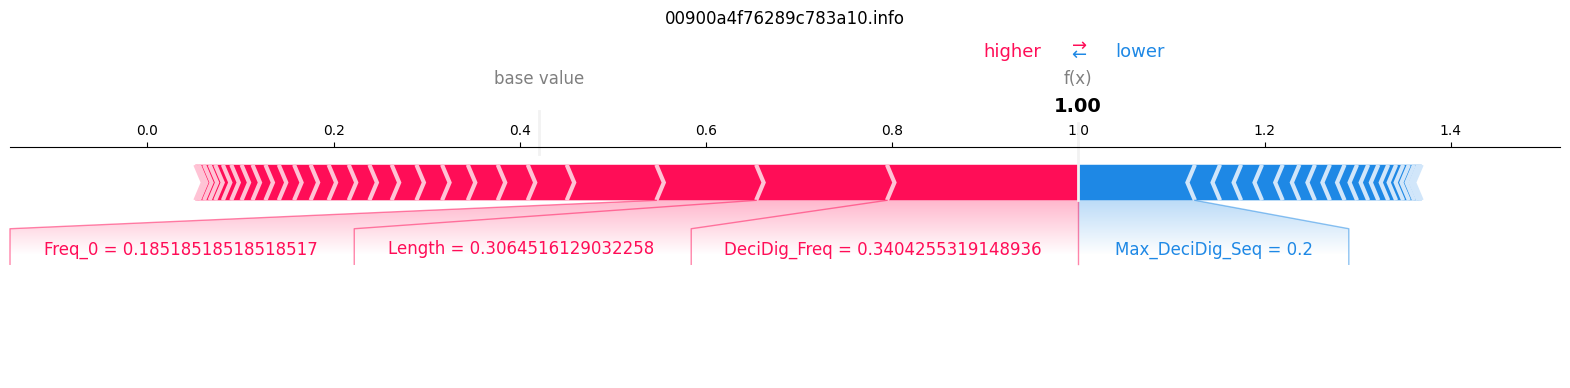 00900a4f76289c783a10.info
higher ⇄ lower
base value f(x)
1.00
0.0 0.2 0.4 0.6 0.8 1.0 1.2 1.4
Freq_0 = 0.18518518518518517 Length = 0.3064516129032258 DeciDig_Freq = 0.3404255319148936 Max_DeciDig_Seq = 0.2